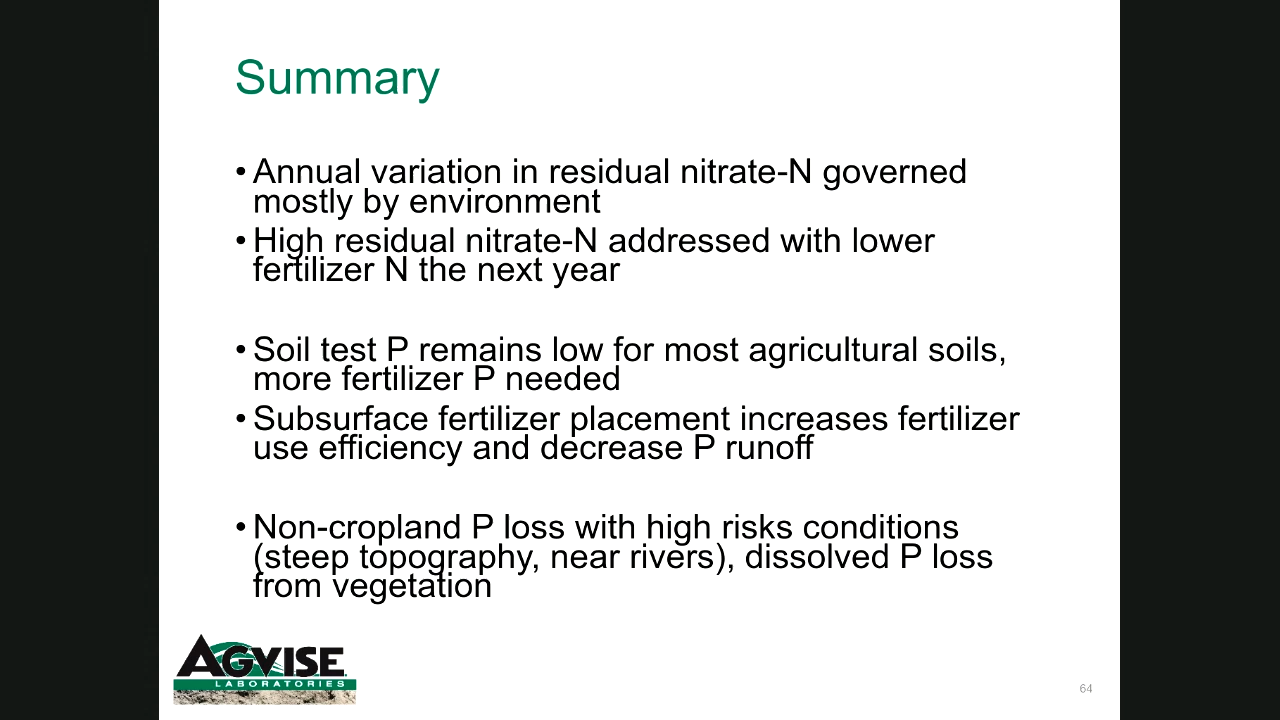 Summary
• Annual variation in residual nitrate-N governed
mostly by environment
• High residual nitrate-N addressed with lower
fertilizer N the next year
• Soil test P remains low for most agricultural soils,
more fertilizer P needed
• Subsurface fertilizer placement increases fertilizer
use efficiency and decrease P runoff
• Non-cropland P loss with high risks conditions
(steep topography, near rivers), dissolved P loss
from vegetation
AGVISE
LABORATORIES
64